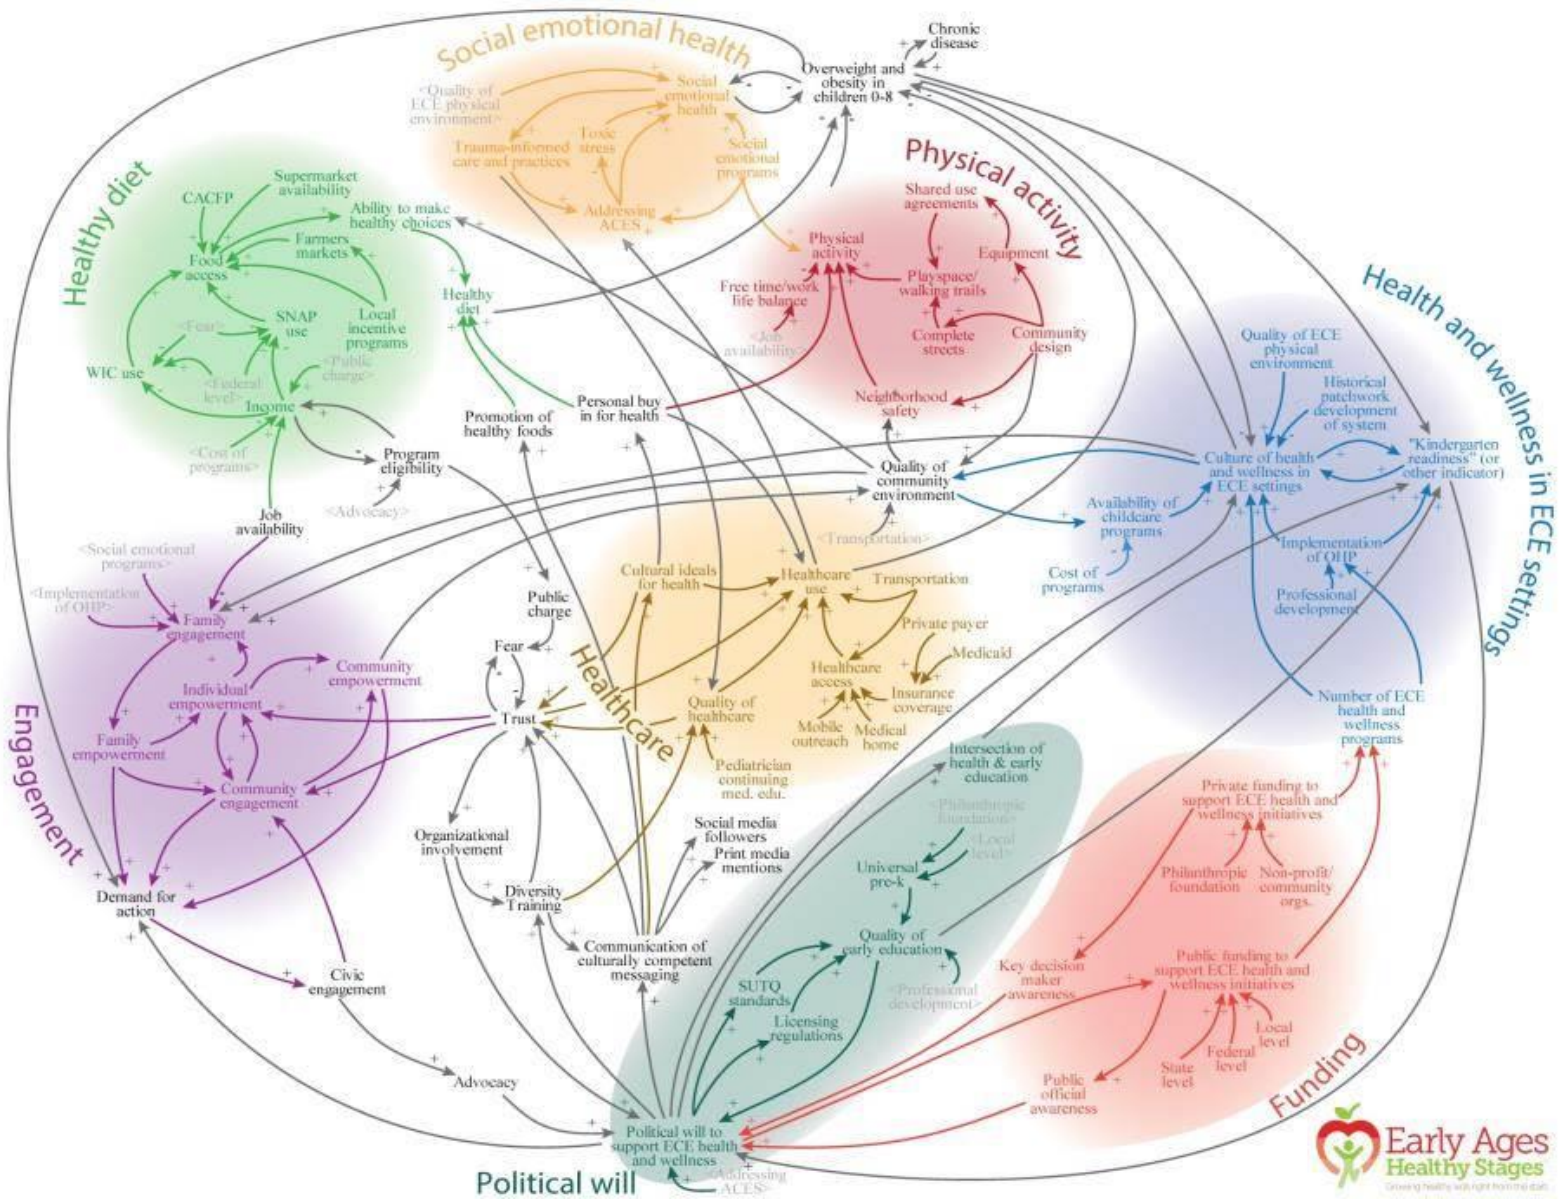 Social emotional health
Chronic
disease
Overweight and
obesity in
children 0-8
<Quality of
ECE physical
environment>
Social
emotional
health
Toxic
stress
Trauma-informed
care and practices
Social
emotional
programs
Addressing
ACES
Healthy diet
Supermarket
availability
CACFP
Ability to make
healthy choices
Farmers
markets
Food
access
Healthy
diet
<Fear>
SNAP
use
Local
incentive
programs
WIC use
<Public
charge>
<Federal
level>
Income
<Cost of
programs>
Physical activity
Shared use
agreements
Physical
activity
Equipment
Free time/work
life balance
Playspace/
walking trails
<Job
availability>
Complete
streets
Community
design
Neighborhood
safety
Promotion of
healthy foods
Personal buy
in for health
Program
eligibility
<Advocacy>
Job
availability
Quality of
community
environment
<Transportation>
Health and wellness in ECE settings
Quality of ECE
physical
environment
Historical
patchwork
development
of system
Culture of health
and wellness in
ECE settings
"Kindergarten
readiness" (or
other indicator)
Availability of
childcare
programs
Cost of
programs
Implementation
of OHP
Professional
development
Number of ECE
health and
wellness
programs
<Social emotional
programs>
<Implementation
of OHP>
Family
engagement
Individual
empowerment
Community
empowerment
Family
empowerment
Community
engagement
Engagement
Demand for
action
Civic
engagement
Advocacy
Public
charge
Fear
Trust
Organizational
involvement
Diversity
Training
Communication of
culturally competent
messaging
Social media
followers
Print media
mentions
Healthcare
Cultural ideals
for health
Healthcare
use
Transportation
Private payer
Medicaid
Healthcare
access
Insurance
coverage
Quality of
healthcare
Mobile
outreach
Medical
home
Pediatrician
continuing
med. edu.
Intersection of
health & early
education
<Philanthropic
foundations>
<Local
level>
Universal
pre-k
Quality of
early education
SUTQ
standards
<Professional
development>
Licensing
regulations
Political will to
support ECE health
and wellness
<Addressing
ACES>
Political will
Private funding to
support ECE health and
wellness initiatives
Philanthropic
foundation
Non-profit/
community
orgs.
Key decision
maker
awareness
Public funding to
support ECE health and
wellness initiatives
Local
level
Federal
level
State
level
Public
official
awareness
Funding
Early Ages
Healthy Stages